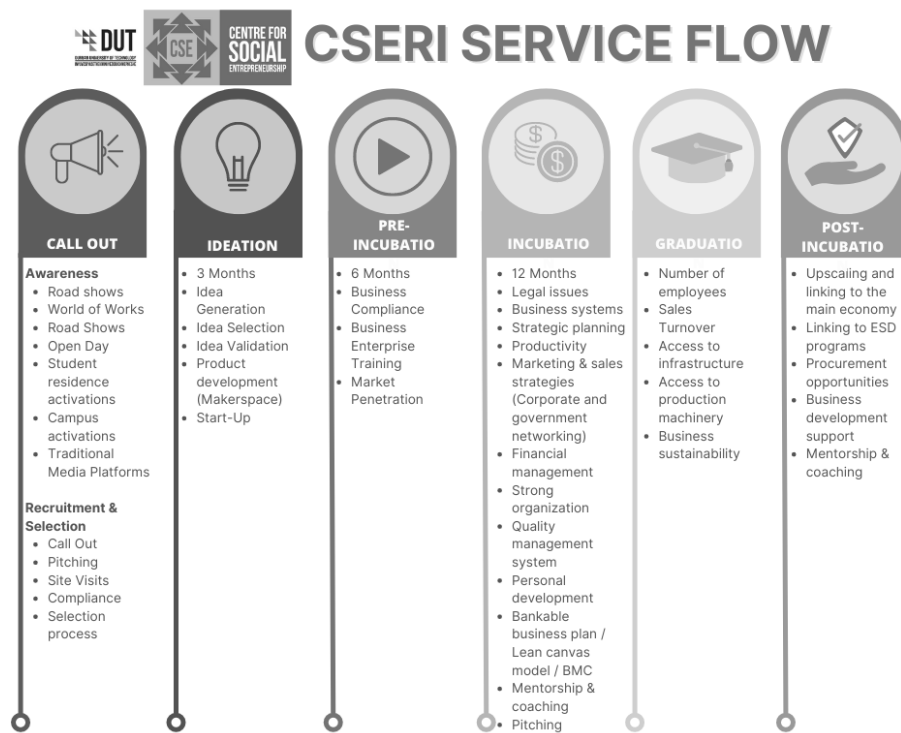 DUT
CSE
CENTRE FOR
SOCIAL
ENTREPRENEURSHIP
CSERI SERVICE FLOW
CALL OUT
Awareness
• Road shows
• World of Works
• Road Shows
• Open Day
• Student
residence
activations
• Campus
activations
• Traditional
Media Platforms
Recruitment &
Selection
• Call Out
• Pitching
• Site Visits
• Compliance
• Selection
process
IDEATION
• 3 Months
• Idea
Generation
• Idea Selection
• Idea Validation
• Product
development
(Makerspace)
• Start-Up
PRE-
INCUBATIO
• 6 Months
• Business
Compliance
• Business
Enterprise
Training
• Market
Penetration
INCUBATIO
• 12 Months
• Legal issues
• Business systems
• Strategic planning
• Productivity
• Marketing & sales
strategies
(Corporate and
government
networking)
• Financial
management
• Strong
organization
• Quality
management
system
• Personal
development
• Bankable
business plan /
Lean canvas
model / BMC
• Mentorship &
coaching
• Pitching
GRADUATIO
• Number of
employees
• Sales
Turnover
• Access to
infrastructure
• Access to
production
machinery
• Business
sustainability
POST-
INCUBATIO
• Upscaiing and
linking to the
main economy
• Linking to ESD
programs
• Procurement
opportunities
• Business
development
support
• Mentorship &
coaching